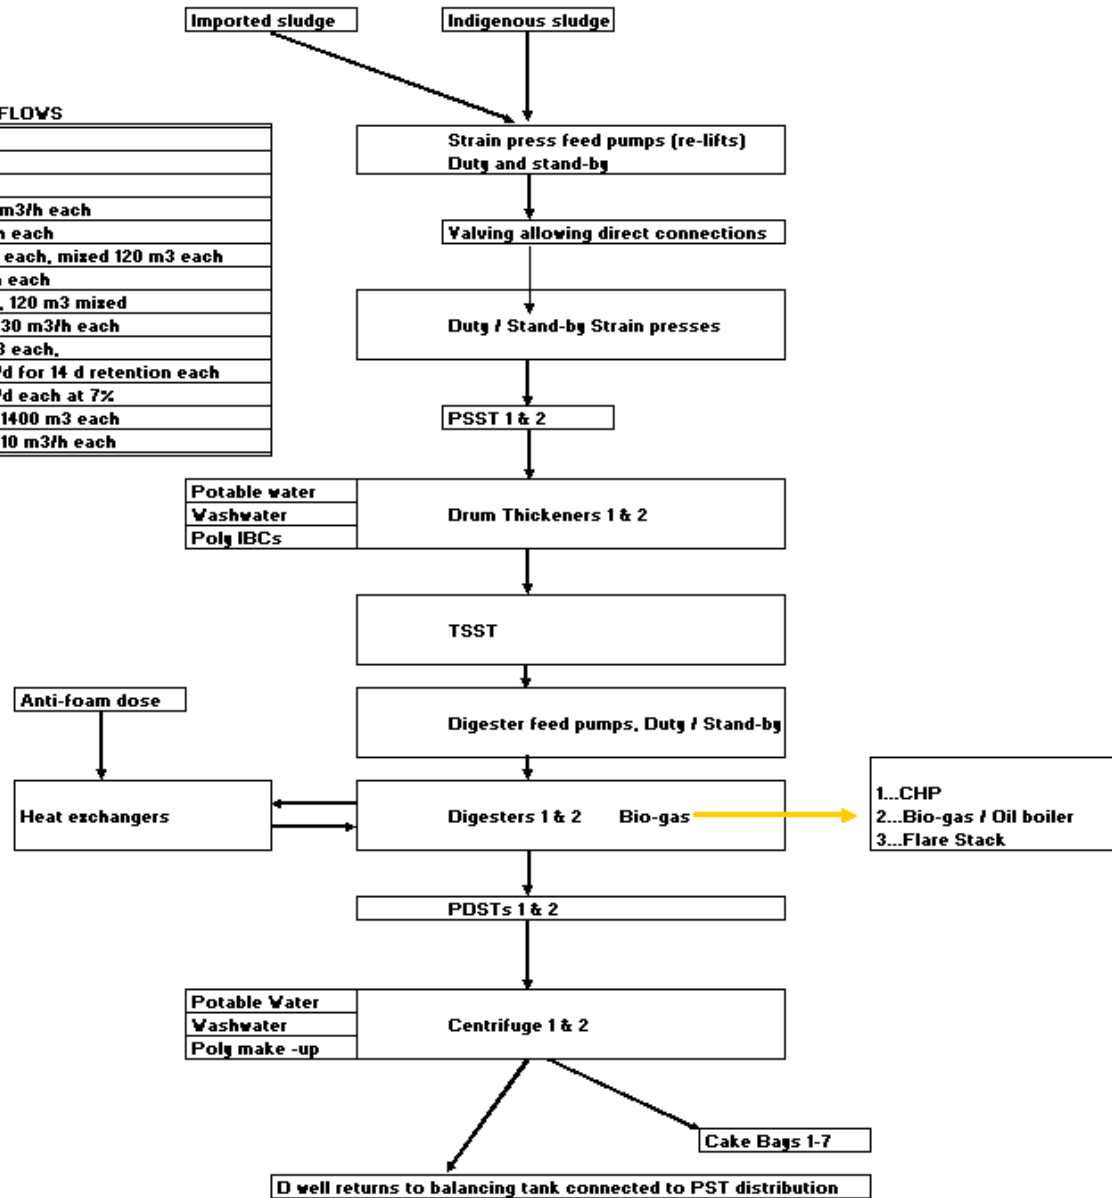 Imported sludge
Indigenous sludge
FLOWS
m3/h each
h each
each, mixed 120 m3 each
each
, 120 m3 mixed
30 m3/h each
3 each,
/d for 14 d retention each
/d each at 7%
1400 m3 each
10 m3/h each
Strain press feed pumps (re-lifts)
Duty and stand-by
Valving allowing direct connections
Duty / Stand-by Strain presses
PSST 1 & 2
Potable water
Washwater
Poly IBCs
Drum Thickeners 1 & 2
TSST
Anti-foam dose
Digester feed pumps, Duty / Stand-by
Heat exchangers
Digesters 1 & 2 Bio-gas
1...CHP
2...Bio-gas / Oil boiler
3...Flare Stack
PDSTs 1 & 2
Potable Water
Washwater
Poly make -up
Centrifuge 1 & 2
Cake Bays 1-7
D well returns to balancing tank connected to PST distribution